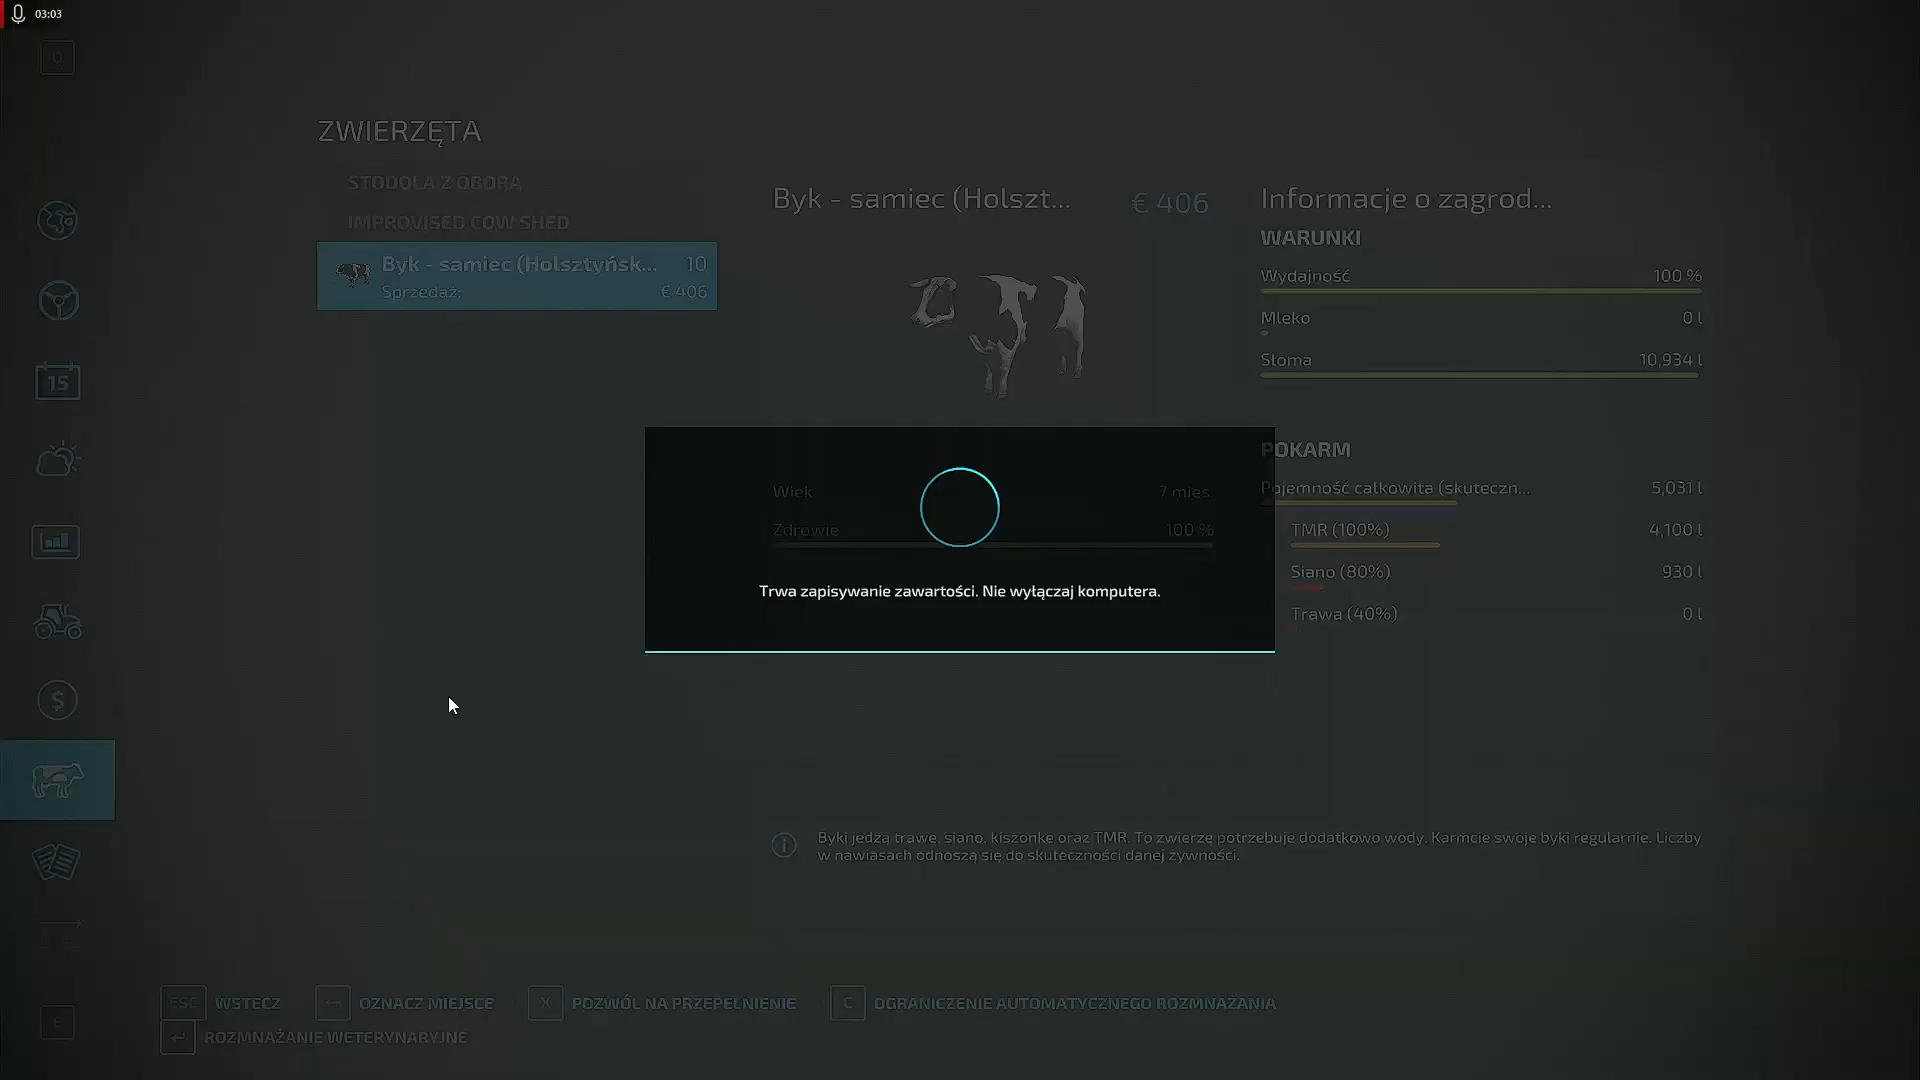 03:03
Q
ZWIERZĘTA
STODOŁA Z OBORĄ
IMPROVISED COW SHED
Byk - samiec (Holsztyńsk... 10
Sprzedaż: € 406
Byk - samiec (Holszt... € 406
Wiek 7 mies.
Zdrowie 100 %
Informacje o zagrod...
WARUNKI
Wydajność 100 %
Mleko 0 l
Słoma 10,934 l
POKARM
Pojemność całkowita (skuteczn... 5,031 l
TMR (100%) 4,100 l
Siano (80%) 930 l
Trawa (40%) 0 l
Trwa zapisywanie zawartości. Nie wyłączaj komputera.
15
$
Byki jedzą trawę, siano, kiszonkę oraz TMR. To zwierzę potrzebuje dodatkowo wody. Karmcie swoje byki regularnie. Liczby
w nawiasach odnoszą się do skuteczności danej żywności.
E
ESC WSTECZ OZNACZ MIEJSCE X POZWÓL NA PRZEPEŁNIENIE C OGRANICZENIE AUTOMATYCZNEGO ROZMNAŻANIA
ROZMNAŻANIE WETERYNARYJNE